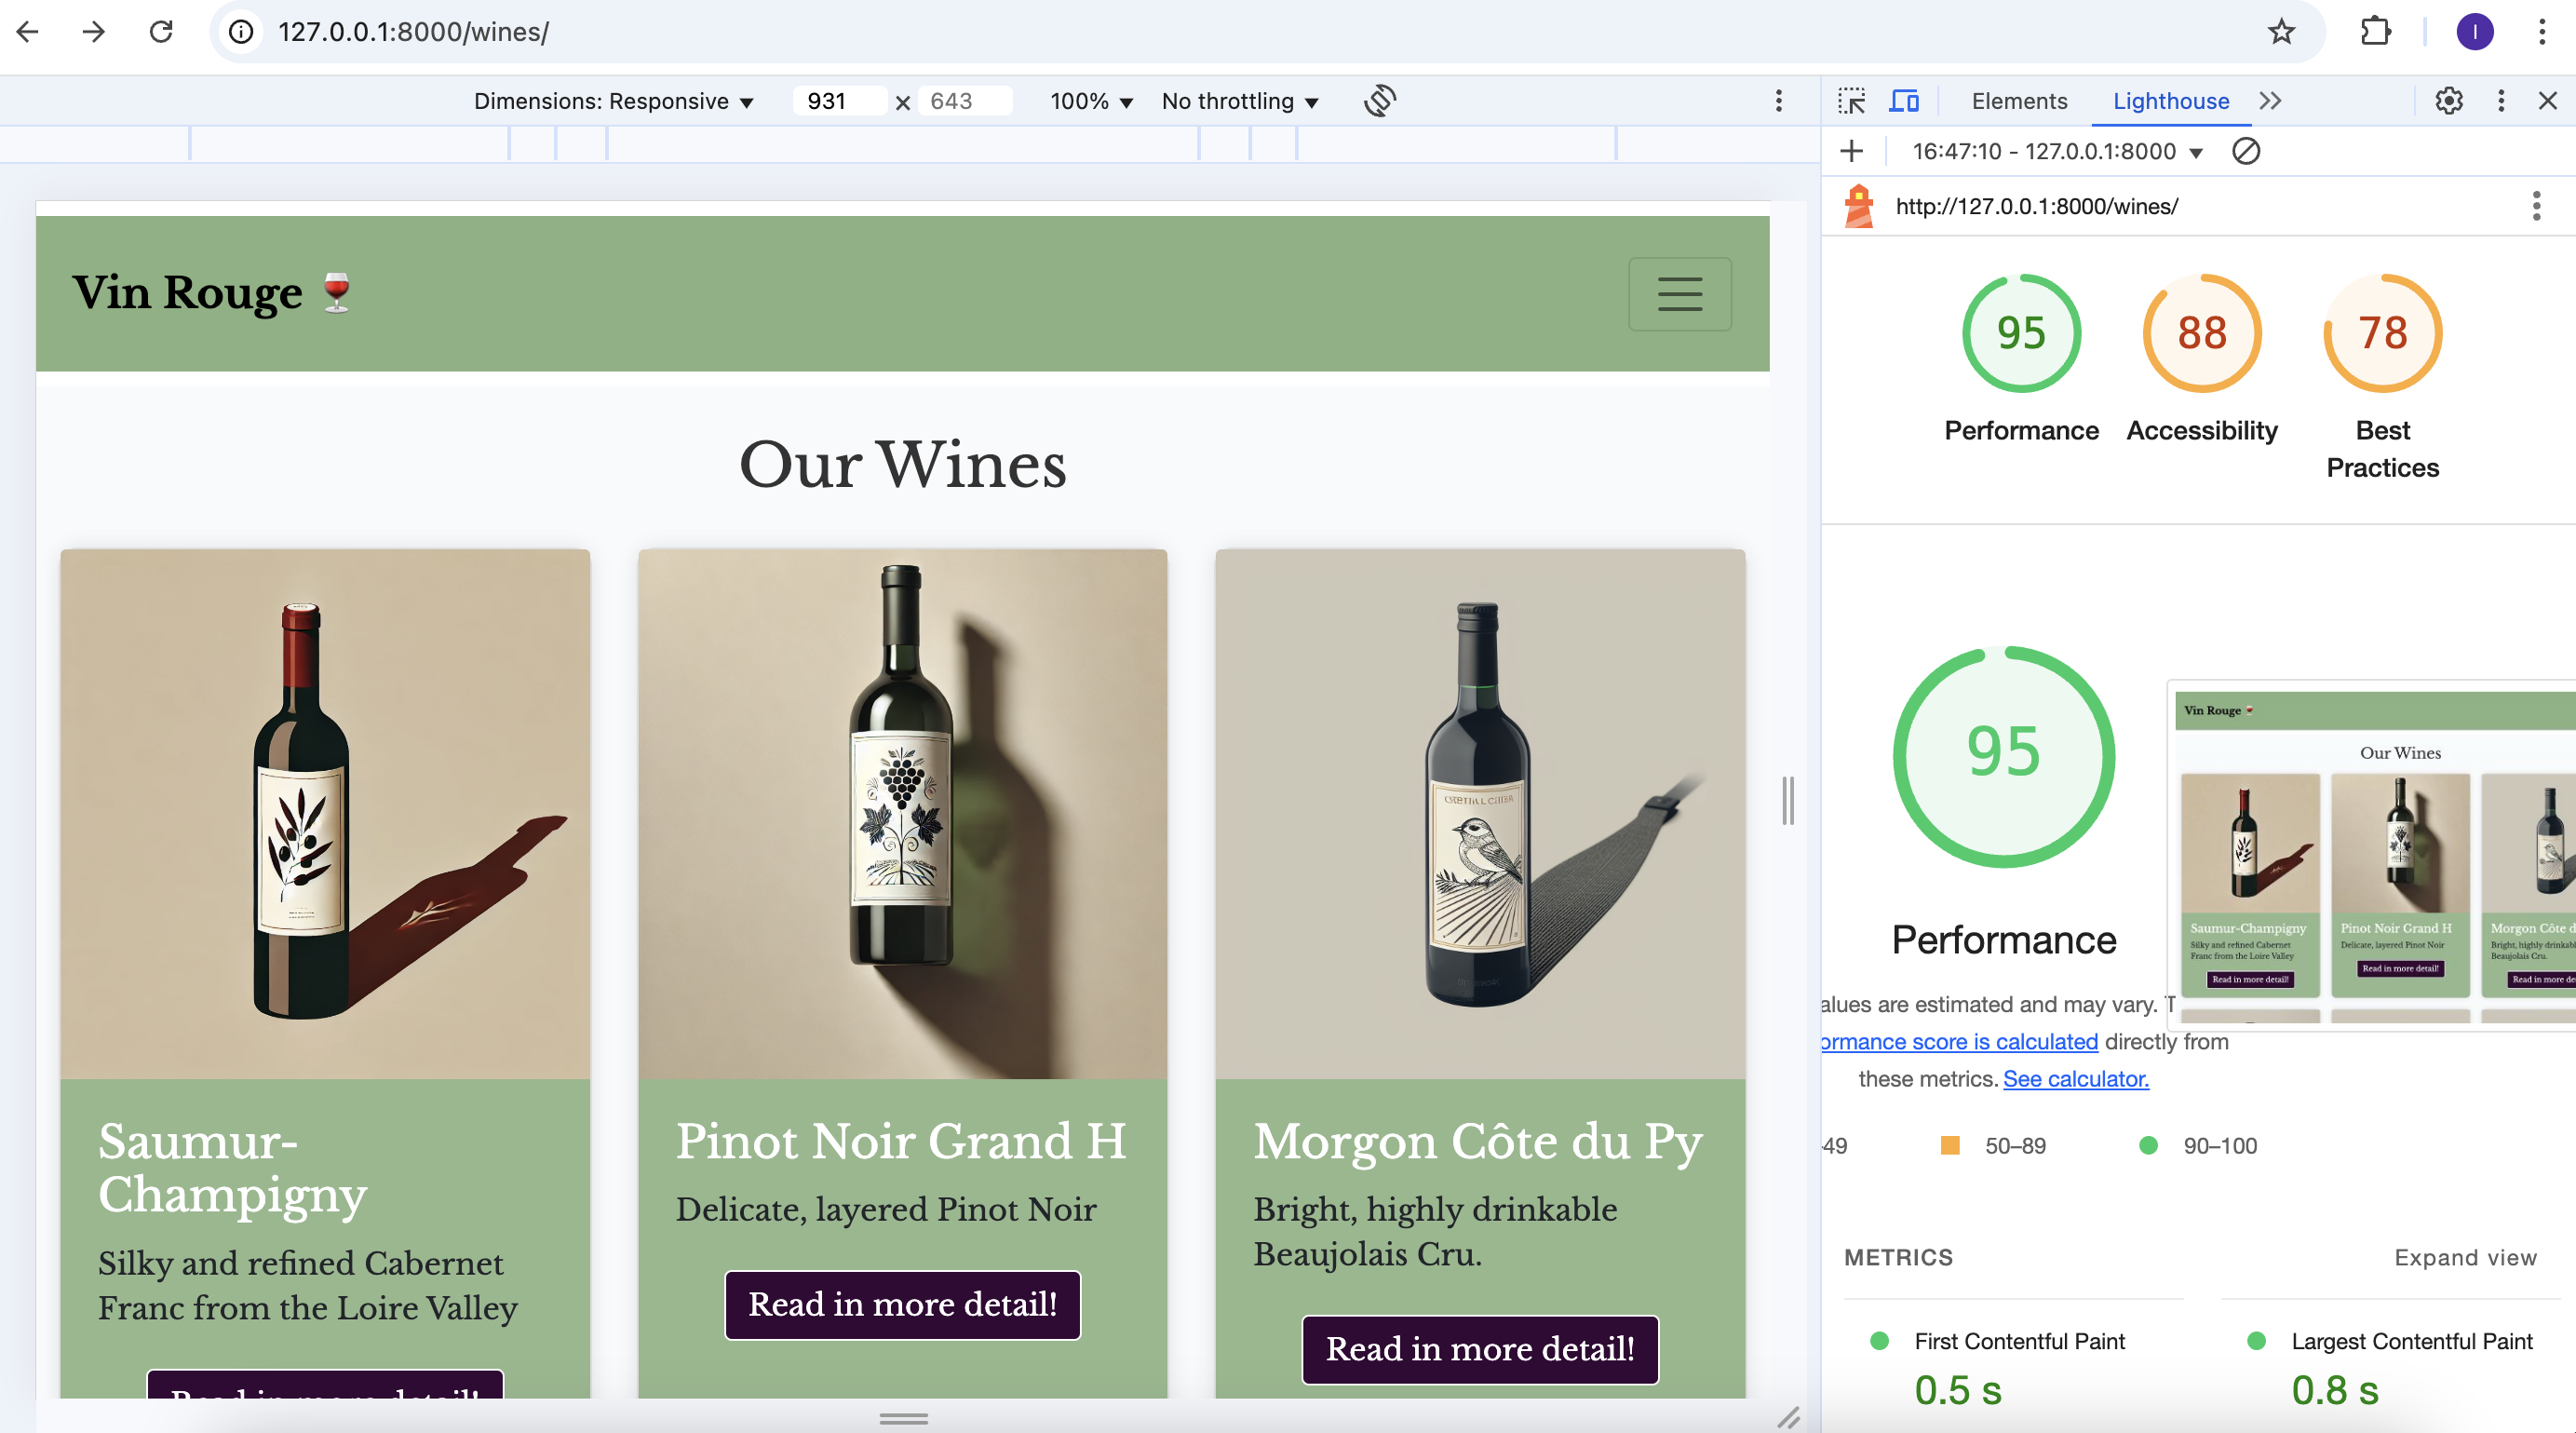 127.0.0.1:8000/wines/
I
Dimensions: Responsive
931
×
643
100%
No throttling
Elements
Lighthouse
16:47:10 - 127.0.0.1:8000
http://127.0.0.1:8000/wines/
95
88
78
Performance
Accessibility
Best
Practices
Vin Rouge
Our Wines
Saumur-
Champigny
Silky and refined Cabernet
Franc from the Loire Valley
Read in more detail!
Pinot Noir Grand H
Delicate, layered Pinot Noir
Read in more detail!
Morgon Côte du Py
Bright, highly drinkable
Beaujolais Cru.
Read in more detail!
95
Performance
alues are estimated and may vary. T
ormance score is calculated directly from
these metrics. See calculator.
-49
50–89
90–100
METRICS
Expand view
First Contentful Paint
0.5 s
Largest Contentful Paint
0.8 s
Vin Rouge
Our Wines
Saumur-Champigny
Silky and refined Cabernet
Franc from the Loire Valley
Read in more detail!
Pinot Noir Grand H
Delicate, layered Pinot Noir
Read in more detail!
Morgon Côte d
Bright, highly drinkabl
Beaujolais Cru.
Read in more de